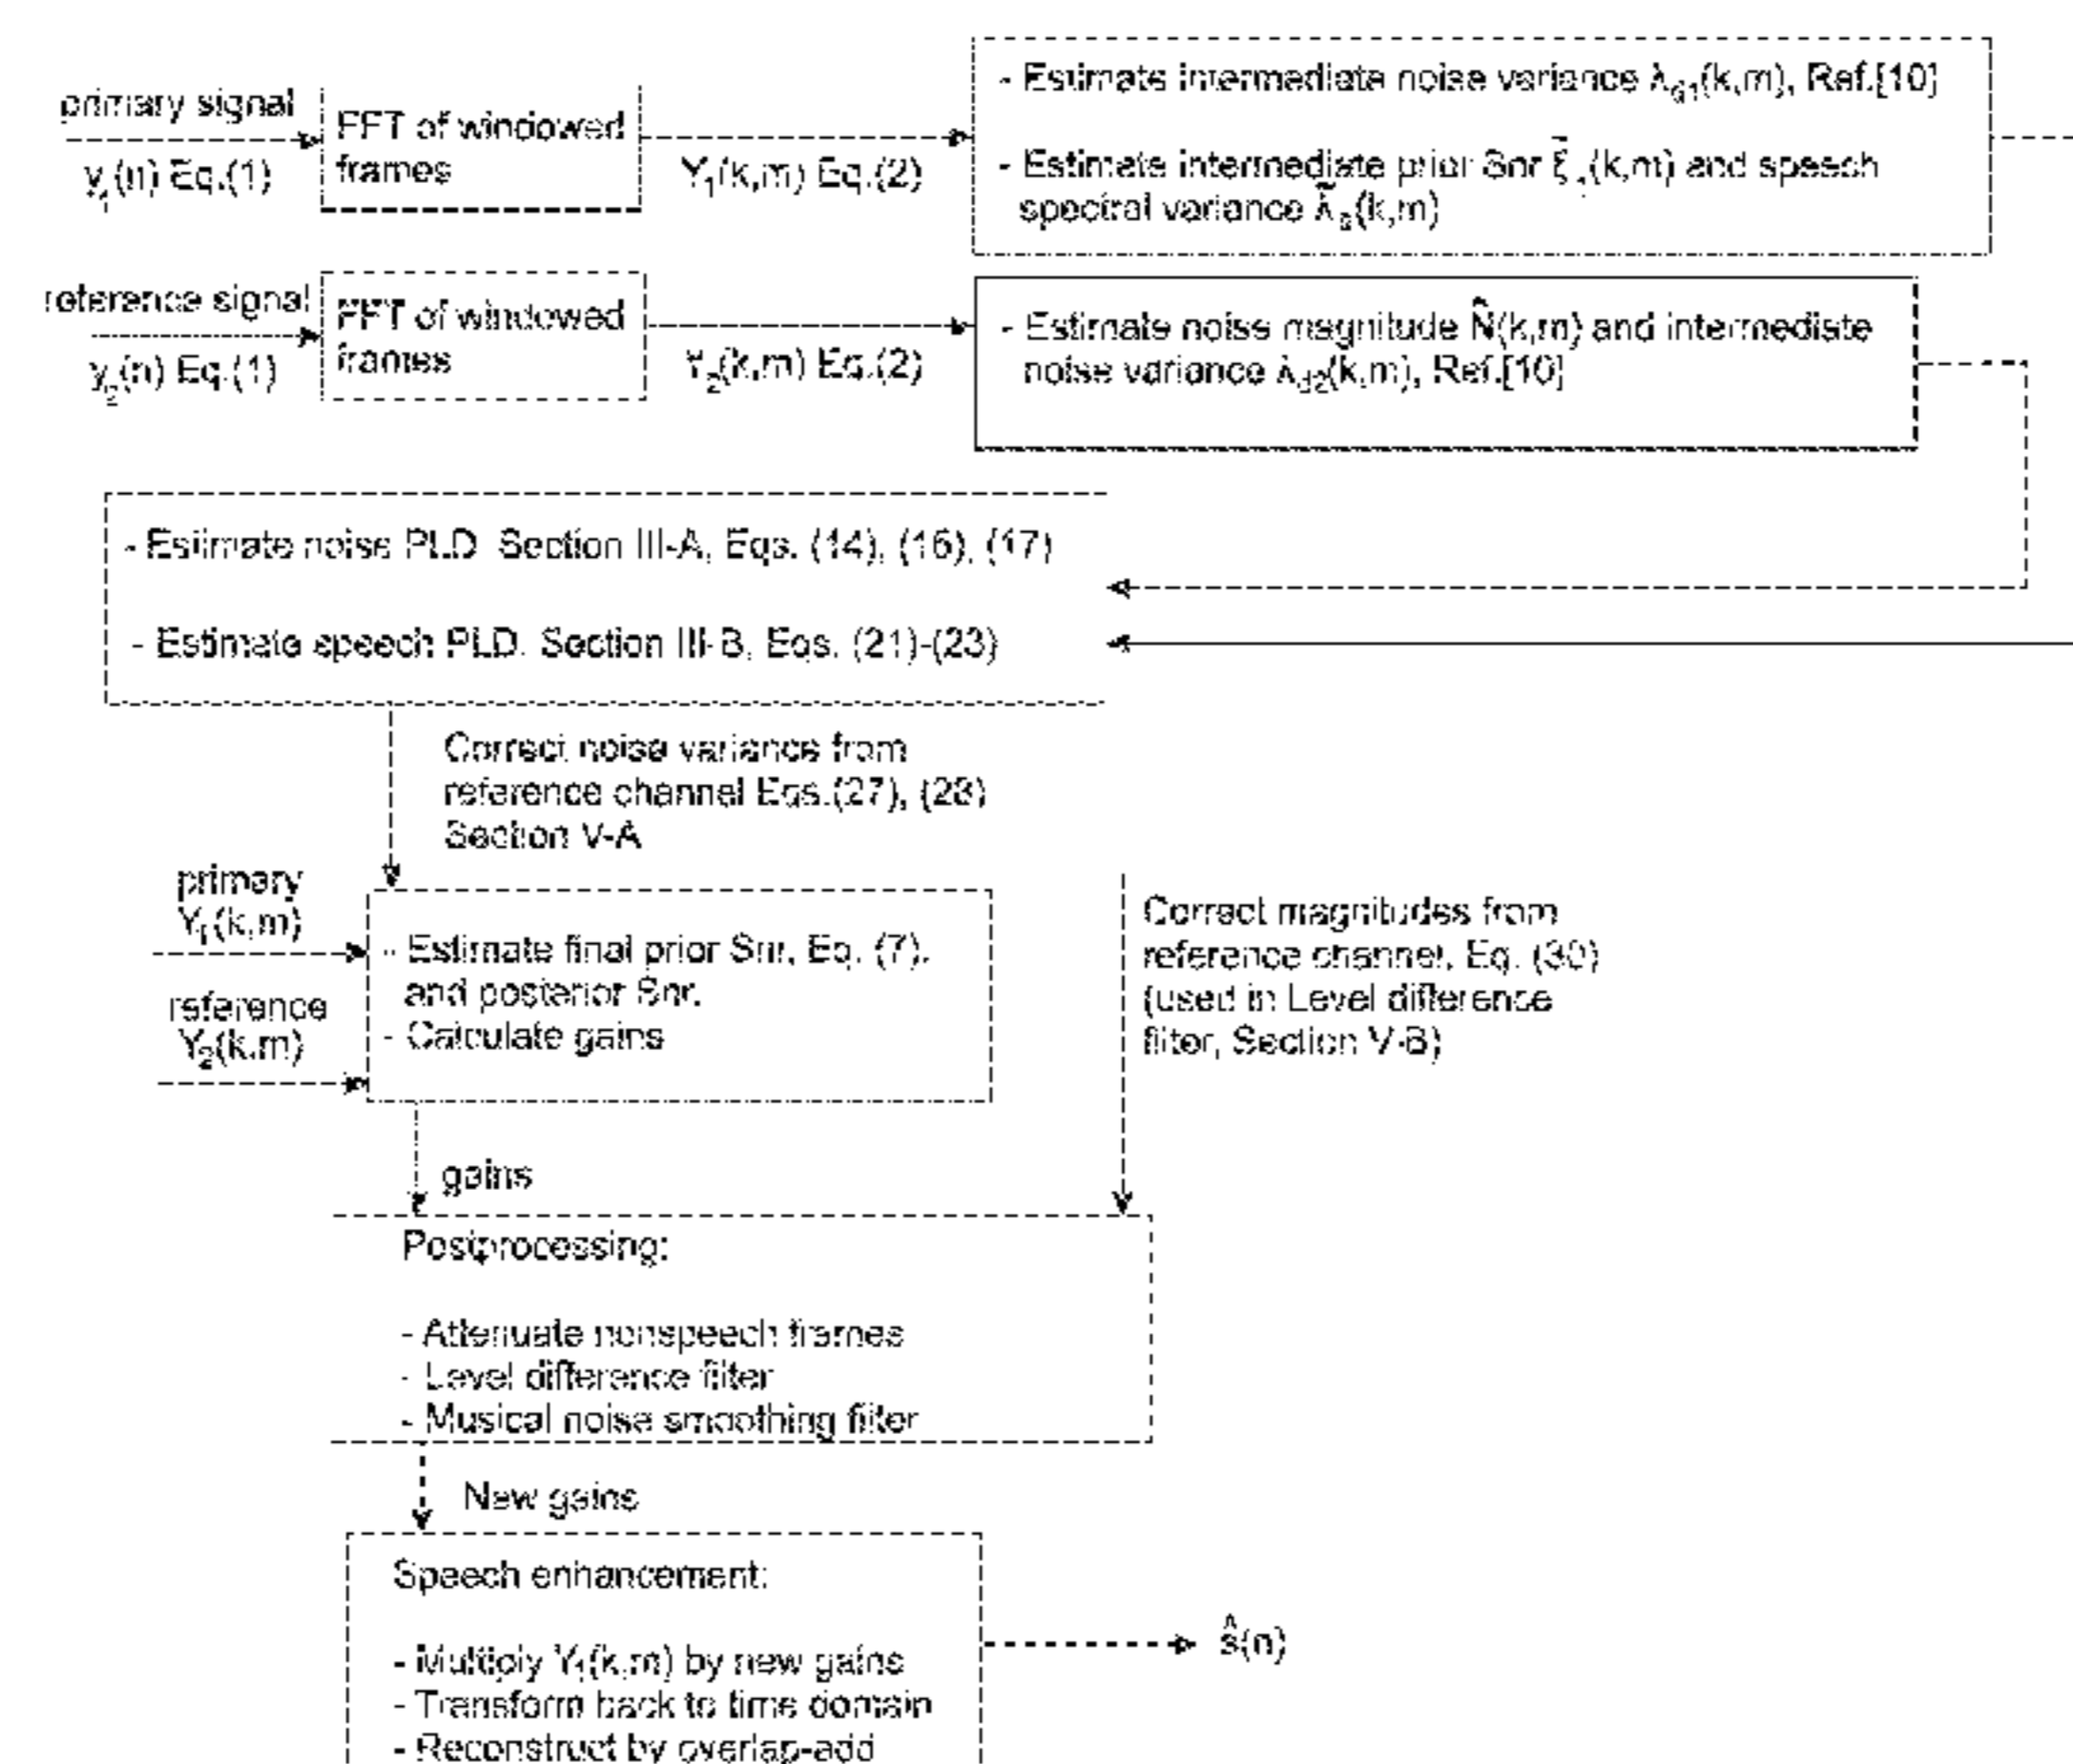 primary signal
y₁(n) Eq.(1)
FFT of windowed
frames
Y₁(k,m) Eq.(2)
- Estimate intermediate noise variance λ_d1(k,m), Ref.[10]
- Estimate intermediate prior Snr ξ̃₁(k,m) and speech
spectral variance λ̃_s(k,m)
reference signal
y₂(n) Eq.(1)
FFT of windowed
frames
Y₂(k,m) Eq.(2)
- Estimate noise magnitude N̂(k,m) and intermediate
noise variance λ_d2(k,m), Ref.[10]
- Estimate noise PLD Section III-A, Eqs. (14), (16), (17)
- Estimate speech PLD. Section III-B, Eqs. (21)-(23)
Correct noise variance from
reference channel Eqs.(27), (28)
Section V-A
primary
Y₁(k,m)
reference
Y₂(k,m)
- Estimate final prior Snr, Eq. (7),
and posterior Snr.
- Calculate gains
Correct magnitudes from
reference channel, Eq. (30)
(used in Level difference
filter, Section V-B)
gains
Postprocessing:
- Attenuate nonspeech frames
- Level difference filter
- Musical noise smoothing filter
New gains
Speech enhancement:
- Multiply Y₁(k,m) by new gains
- Transform back to time domain
- Reconstruct by overlap-add
ŝ(n)